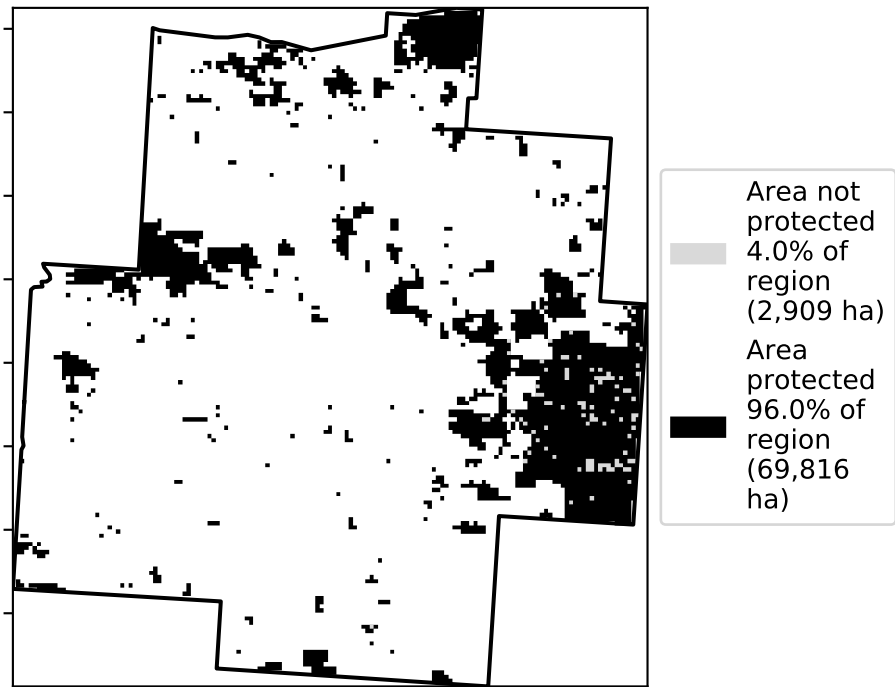 Area not
protected
4.0% of
region
(2,909 ha)
Area
protected
96.0% of
region
(69,816
ha)